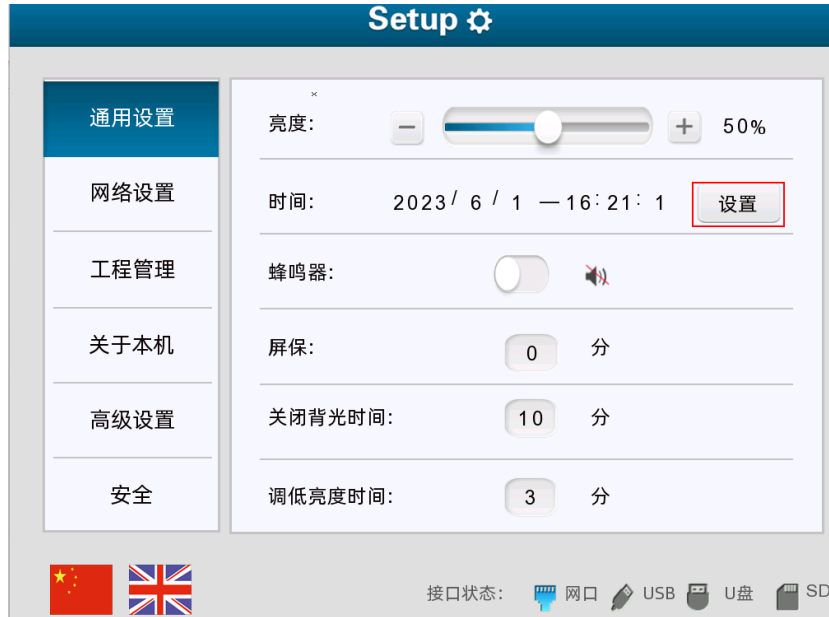 Setup
通用设置
网络设置
工程管理
关于本机
高级设置
安全
亮度: － + 50%
时间: 2023/ 6 / 1 —16:21: 1 设置
蜂鸣器:
屏保: 0 分
关闭背光时间: 10 分
调低亮度时间: 3 分
接口状态: 网口 USB U盘 SD